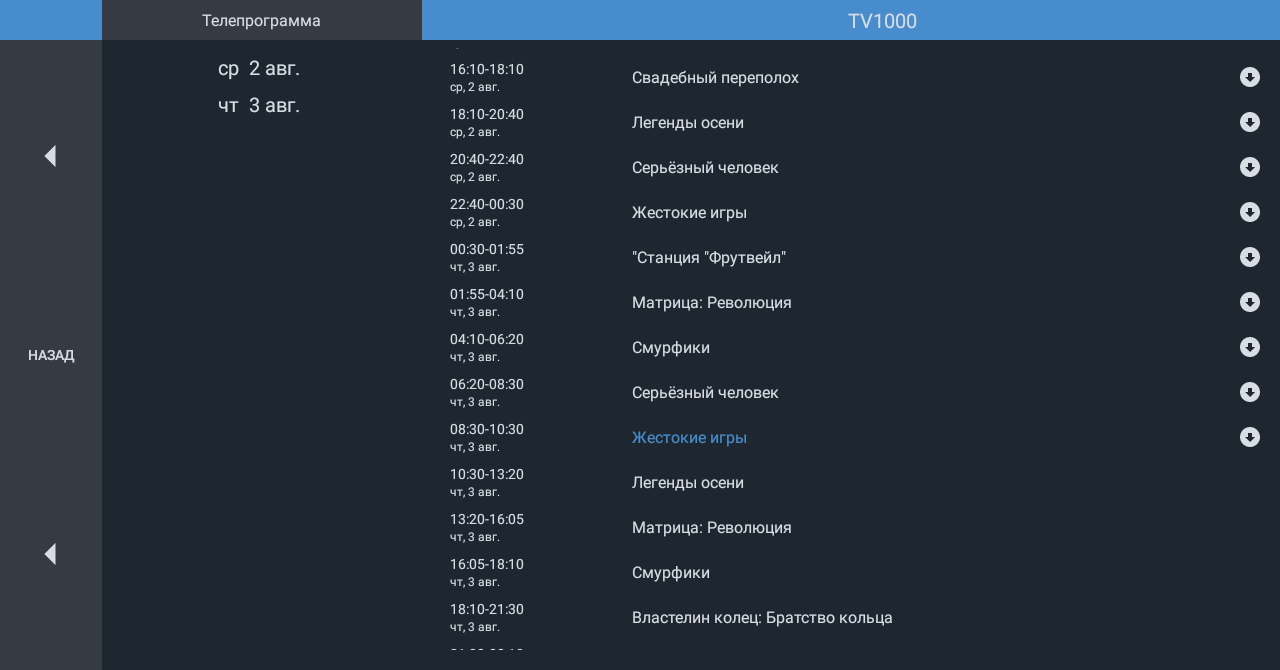 Телепрограмма
TV1000
ср 2 авг.
чт 3 авг.
НАЗАД
16:10-18:10
ср, 2 авг.
Свадебный переполох
18:10-20:40
ср, 2 авг.
Легенды осени
20:40-22:40
ср, 2 авг.
Серьёзный человек
22:40-00:30
ср, 2 авг.
Жестокие игры
00:30-01:55
чт, 3 авг.
"Станция "Фрутвейл"
01:55-04:10
чт, 3 авг.
Матрица: Революция
04:10-06:20
чт, 3 авг.
Смурфики
06:20-08:30
чт, 3 авг.
Серьёзный человек
08:30-10:30
чт, 3 авг.
Жестокие игры
10:30-13:20
чт, 3 авг.
Легенды осени
13:20-16:05
чт, 3 авг.
Матрица: Революция
16:05-18:10
чт, 3 авг.
Смурфики
18:10-21:30
чт, 3 авг.
Властелин колец: Братство кольца